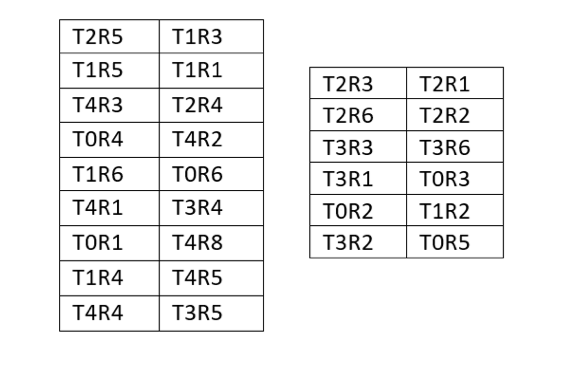 T2R5 T1R3
T1R5 T1R1
T4R3 T2R4
T0R4 T4R2
T1R6 T0R6
T4R1 T3R4
T0R1 T4R8
T1R4 T4R5
T4R4 T3R5
T2R3 T2R1
T2R6 T2R2
T3R3 T3R6
T3R1 T0R3
T0R2 T1R2
T3R2 T0R5